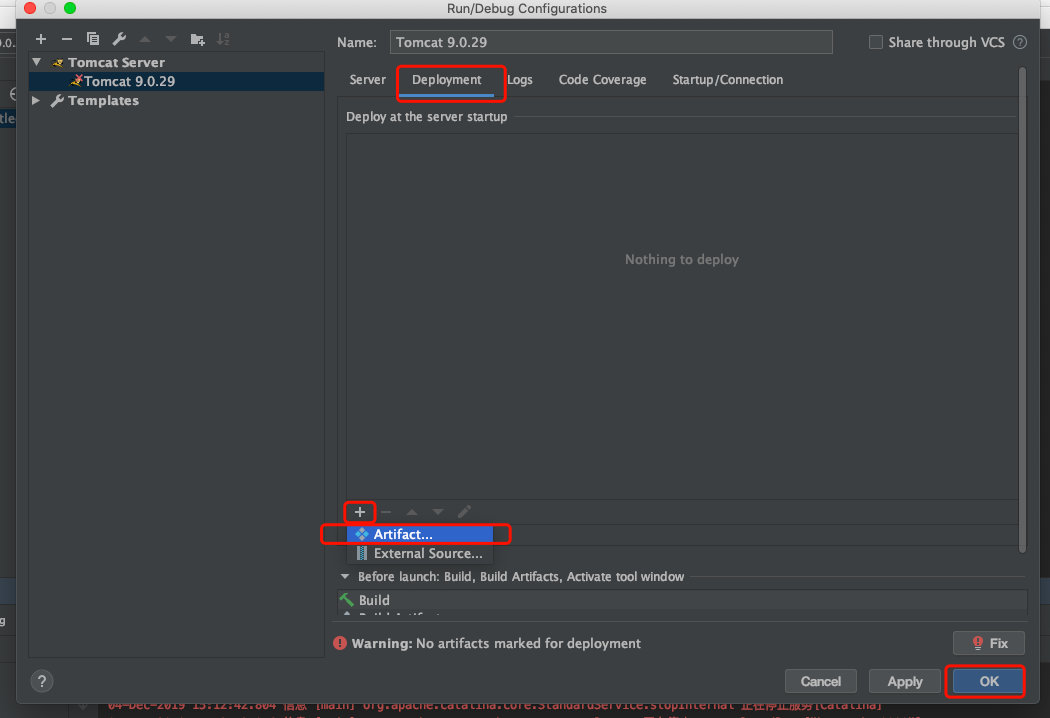 Run/Debug Configurations
Name: Tomcat 9.0.29
Share through VCS ?
Tomcat Server
Tomcat 9.0.29
Templates
Server Deployment Logs Code Coverage Startup/Connection
Deploy at the server startup
Nothing to deploy
Artifact...
External Source...
Before launch: Build, Build Artifacts, Activate tool window
Build
Warning: No artifacts marked for deployment
Fix
?
Cancel Apply OK
04-Dec-2019 15:12:42.804 信息 [main] org.apache.catalina.core.StandardService.stopInternal 正在停止服务[Catalina]